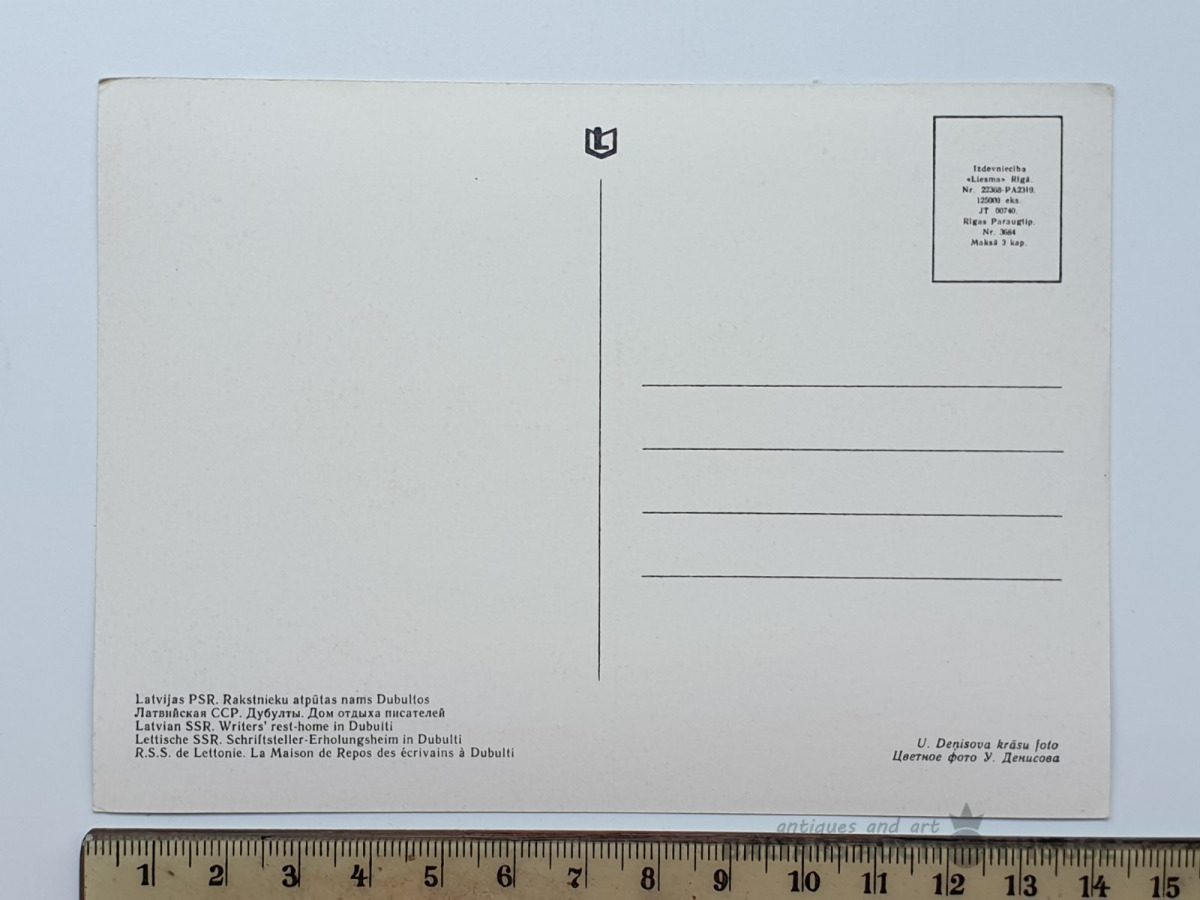 L
Izdevniecība
«Liesma» Rīgā.
Nr. 22368-PA2319.
125000 eks.
JT 00740.
Rīgas Paraugtip.
Nr. 3684
Maksā 3 kap.
Latvijas PSR. Rakstnieku atpūtas nams Dubultos
Латвийская ССР. Дубулты. Дом отдыха писателей
Latvian SSR. Writers' rest-home in Dubulti
Lettische SSR. Schriftsteller-Erholungsheim in Dubulti
R.S.S. de Lettonie. La Maison de Repos des écrivains à Dubulti
U. Deņisova krāsu foto
Цветное фото У. Денисова
antiques and art
1 2 3 4 5 6 7 8 9 10 11 12 13 14 15